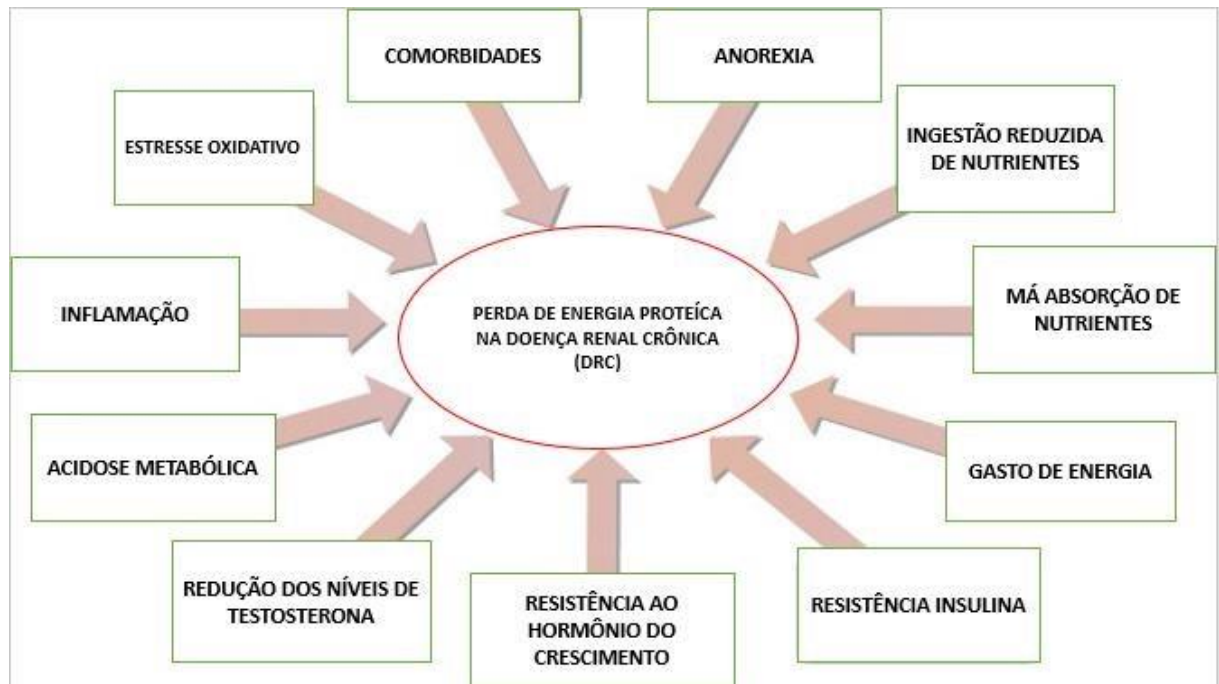 COMORBIDADES
ANOREXIA
ESTRESSE OXIDATIVO
INGESTÃO REDUZIDA
DE NUTRIENTES
INFLAMAÇÃO
PERDA DE ENERGIA PROTEÍCA
NA DOENÇA RENAL CRÔNICA
(DRC)
MÁ ABSORÇÃO DE
NUTRIENTES
ACIDOSE METABÓLICA
GASTO DE ENERGIA
REDUÇÃO DOS NÍVEIS DE
TESTOSTERONA
RESISTÊNCIA AO
HORMÔNIO DO
CRESCIMENTO
RESISTÊNCIA INSULINA